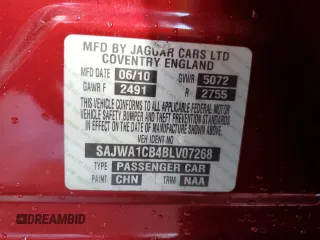 MFD BY JAGUAR CARS LTD
COVENTRY ENGLAND
MFD DATE 06/10 GVWR 5072
GAWR F 2491 R 2755
THIS VEHICLE CONFORMS TO ALL APPLICABLE
FEDERAL MOTOR
VEHICLE SAFETY, BUMPER AND THEFT PREVENTION
STANDARDS IN EFFECT ON THE DATE OF
MANUFACTURE SHOWN ABOVE.
VEH IDENT NO
SAJWA1CB4BLV07268
TYPE PASSENGER CAR
PAINT CHN TRIM NAA
DREAMBID